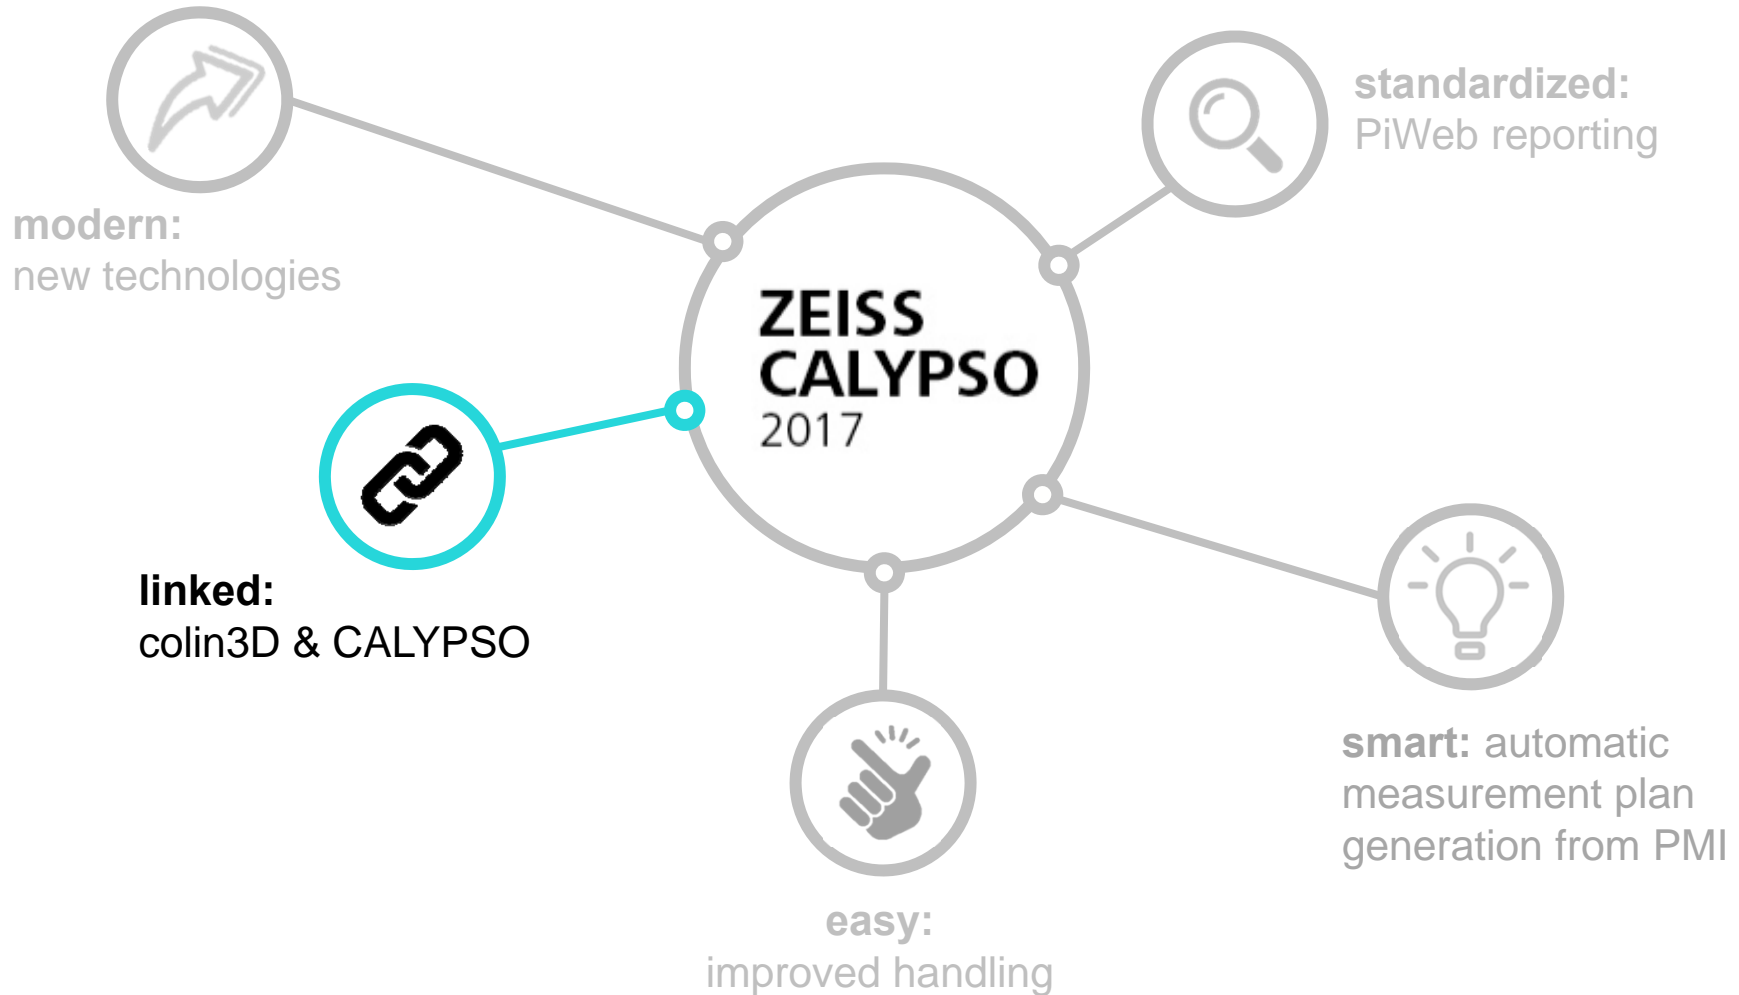 standardized:
PiWeb reporting
modern:
new technologies
ZEISS
CALYPSO
2017
linked:
colin3D & CALYPSO
smart: automatic
measurement plan
generation from PMI
easy:
improved handling